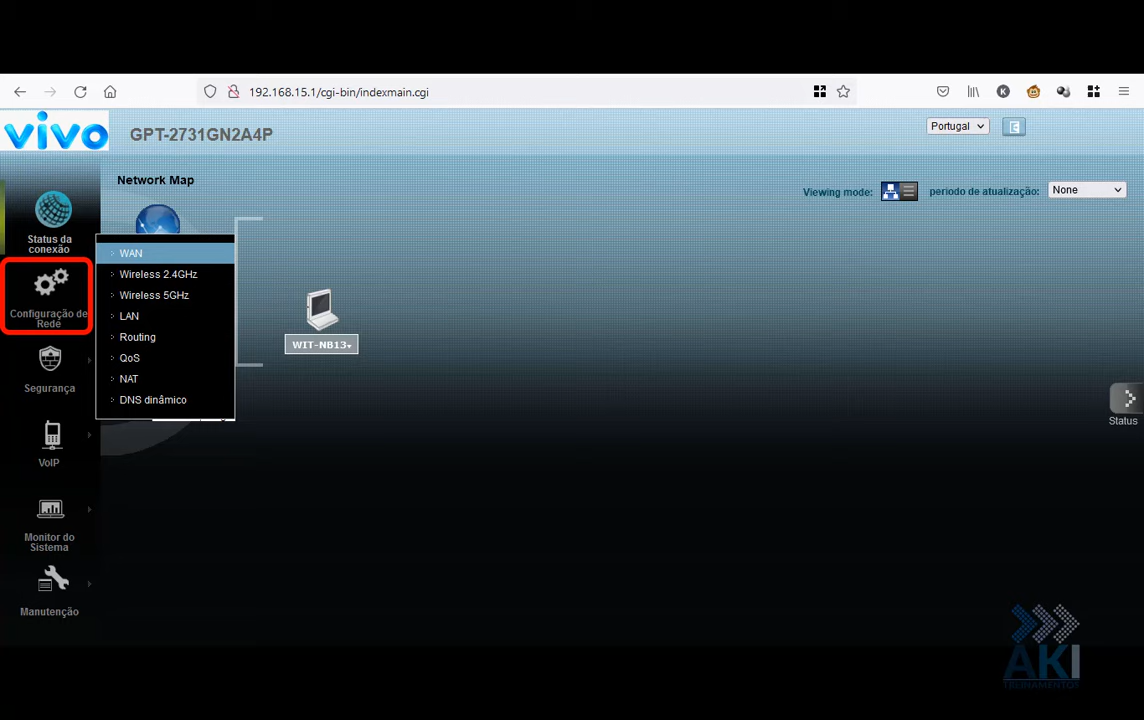 192.168.15.1/cgi-bin/indexmain.cgi
vivo
GPT-2731GN2A4P
Portugal
Network Map
Viewing mode:
periodo de atualização:
None
Status da
conexão
WAN
Wireless 2.4GHz
Wireless 5GHz
LAN
Routing
QoS
NAT
DNS dinâmico
Configuração de
Rede
WIT-NB13
Segurança
Status
VoIP
Monitor do
Sistema
Manutenção
AKI
TREINAMENTOS